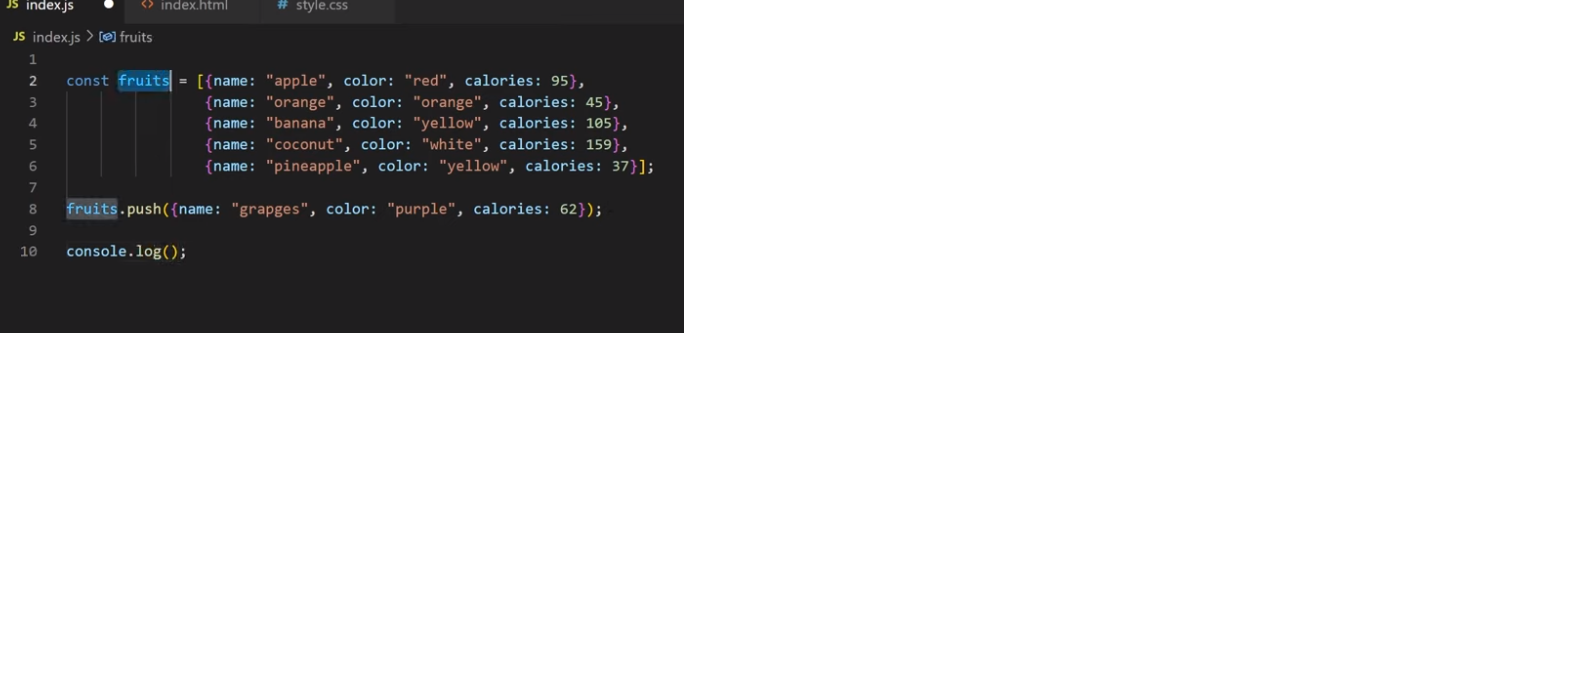 JS index.js <> index.html # style.css
JS index.js > fruits
1
2 const fruits = [{name: "apple", color: "red", calories: 95},
3 {name: "orange", color: "orange", calories: 45},
4 {name: "banana", color: "yellow", calories: 105},
5 {name: "coconut", color: "white", calories: 159},
6 {name: "pineapple", color: "yellow", calories: 37}];
7
8 fruits.push({name: "grapges", color: "purple", calories: 62});
9
10 console.log();